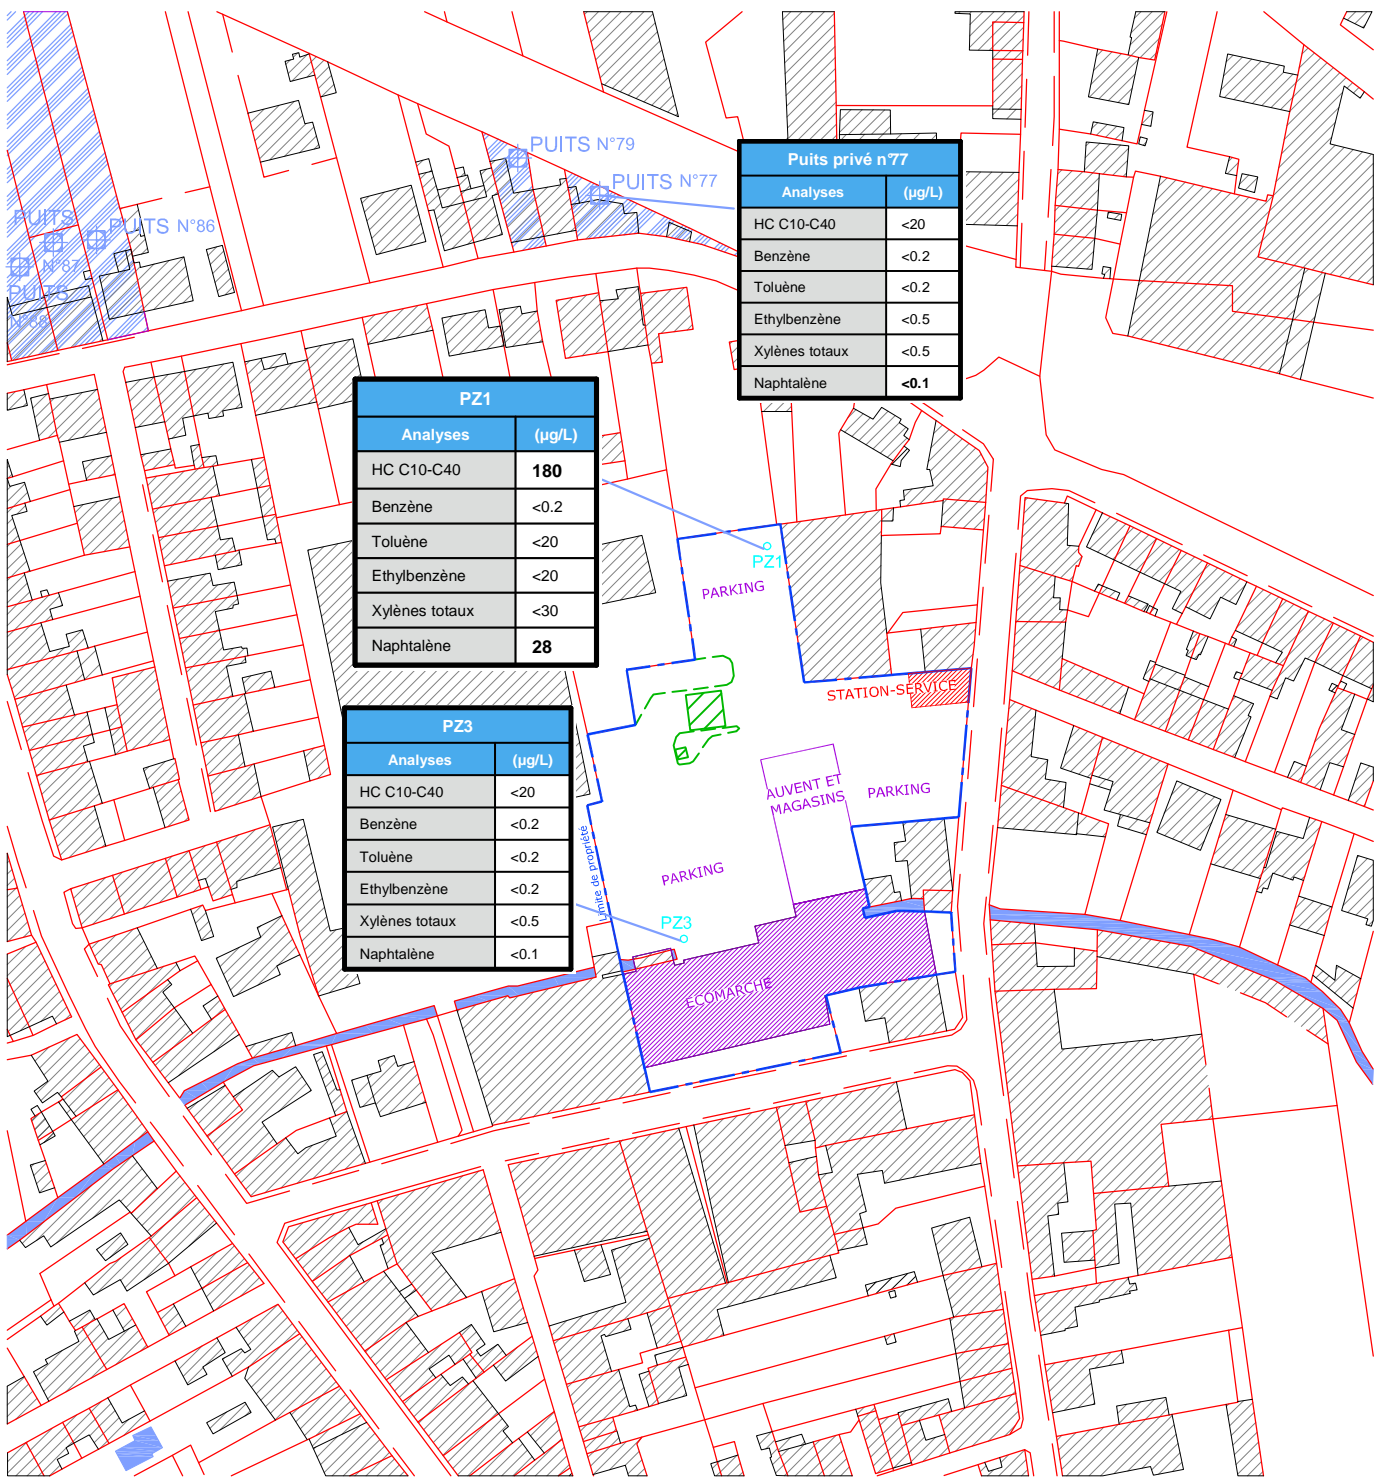 PUITS N°79
PUITS N°77
PUITS N°86
PUITS
N°87
PUITS
N°88
Puits privé n°77
Analyses (µg/L)
HC C10-C40 <20
Benzène <0.2
Toluène <0.2
Ethylbenzène <0.5
Xylènes totaux <0.5
Naphtalène <0.1
PZ1
Analyses (µg/L)
HC C10-C40 180
Benzène <0.2
Toluène <20
Ethylbenzène <20
Xylènes totaux <30
Naphtalène 28
PZ1
PARKING
STATION-SERVICE
PZ3
Analyses (µg/L)
HC C10-C40 <20
Benzène <0.2
Toluène <0.2
Ethylbenzène <0.2
Xylènes totaux <0.5
Naphtalène <0.1
AUVENT ET
MAGASINS
PARKING
Limite de propriété
PARKING
PZ3
ECOMARCHE